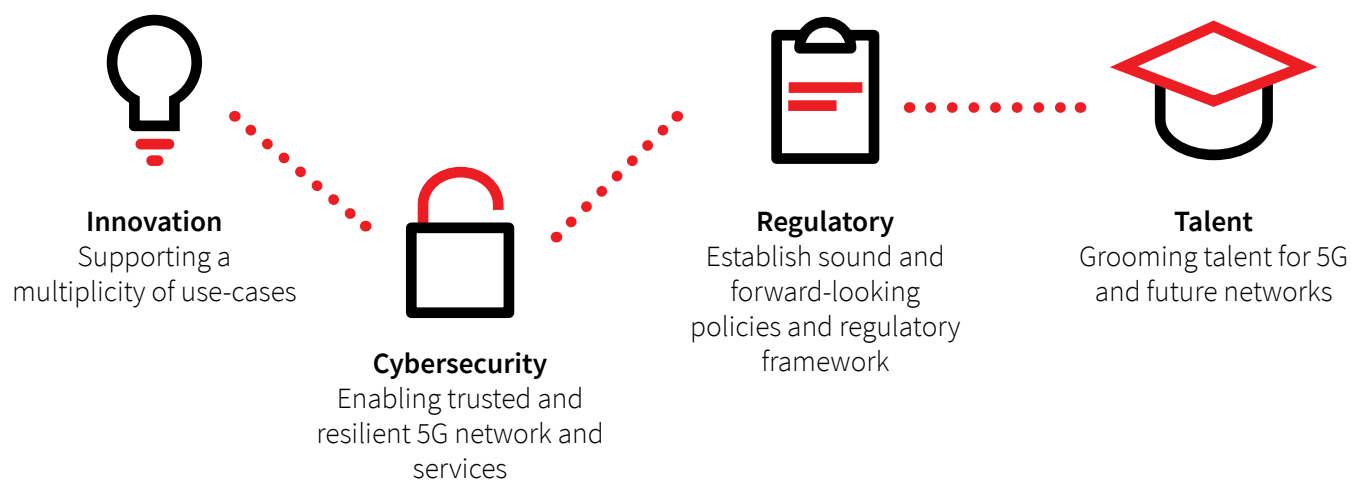 Innovation
Supporting a
multiplicity of use-cases
Cybersecurity
Enabling trusted and
resilient 5G network and
services
Regulatory
Establish sound and
forward-looking
policies and regulatory
framework
Talent
Grooming talent for 5G
and future networks